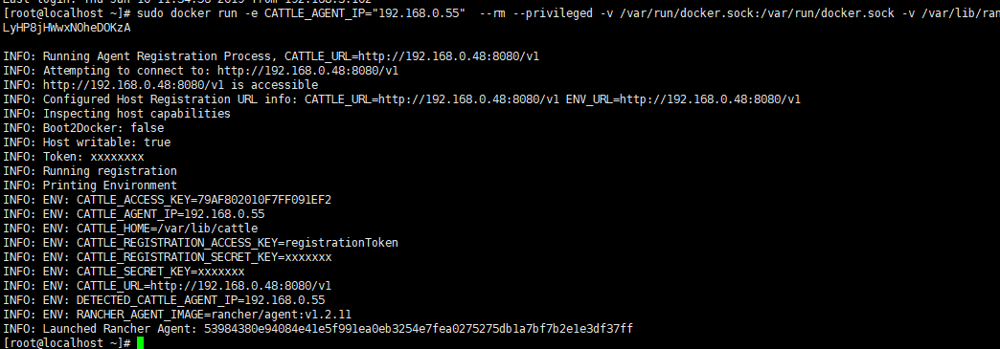 [root@localhost ~]# sudo docker run -e CATTLE_AGENT_IP="192.168.0.55"  --rm --privileged -v /var/run/docker.sock:/var/run/docker.sock -v /var/lib/ran
LyHP8jHWwxNOheDOKzA
INFO: Running Agent Registration Process, CATTLE_URL=http://192.168.0.48:8080/v1
INFO: Attempting to connect to: http://192.168.0.48:8080/v1
INFO: http://192.168.0.48:8080/v1 is accessible
INFO: Configured Host Registration URL info: CATTLE_URL=http://192.168.0.48:8080/v1 ENV_URL=http://192.168.0.48:8080/v1
INFO: Inspecting host capabilities
INFO: Boot2Docker: false
INFO: Host writable: true
INFO: Token: xxxxxxxx
INFO: Running registration
INFO: Printing Environment
INFO: ENV: CATTLE_ACCESS_KEY=79AF802010F7FF091EF2
INFO: ENV: CATTLE_AGENT_IP=192.168.0.55
INFO: ENV: CATTLE_HOME=/var/lib/cattle
INFO: ENV: CATTLE_REGISTRATION_ACCESS_KEY=registrationToken
INFO: ENV: CATTLE_REGISTRATION_SECRET_KEY=xxxxxxx
INFO: ENV: CATTLE_SECRET_KEY=xxxxxxx
INFO: ENV: CATTLE_URL=http://192.168.0.48:8080/v1
INFO: ENV: DETECTED_CATTLE_AGENT_IP=192.168.0.55
INFO: ENV: RANCHER_AGENT_IMAGE=rancher/agent:v1.2.11
INFO: Launched Rancher Agent: 53984380e94084e41e5f991ea0eb3254e7fea0275275db1a7bf7b2e1e3df37ff
[root@localhost ~]#